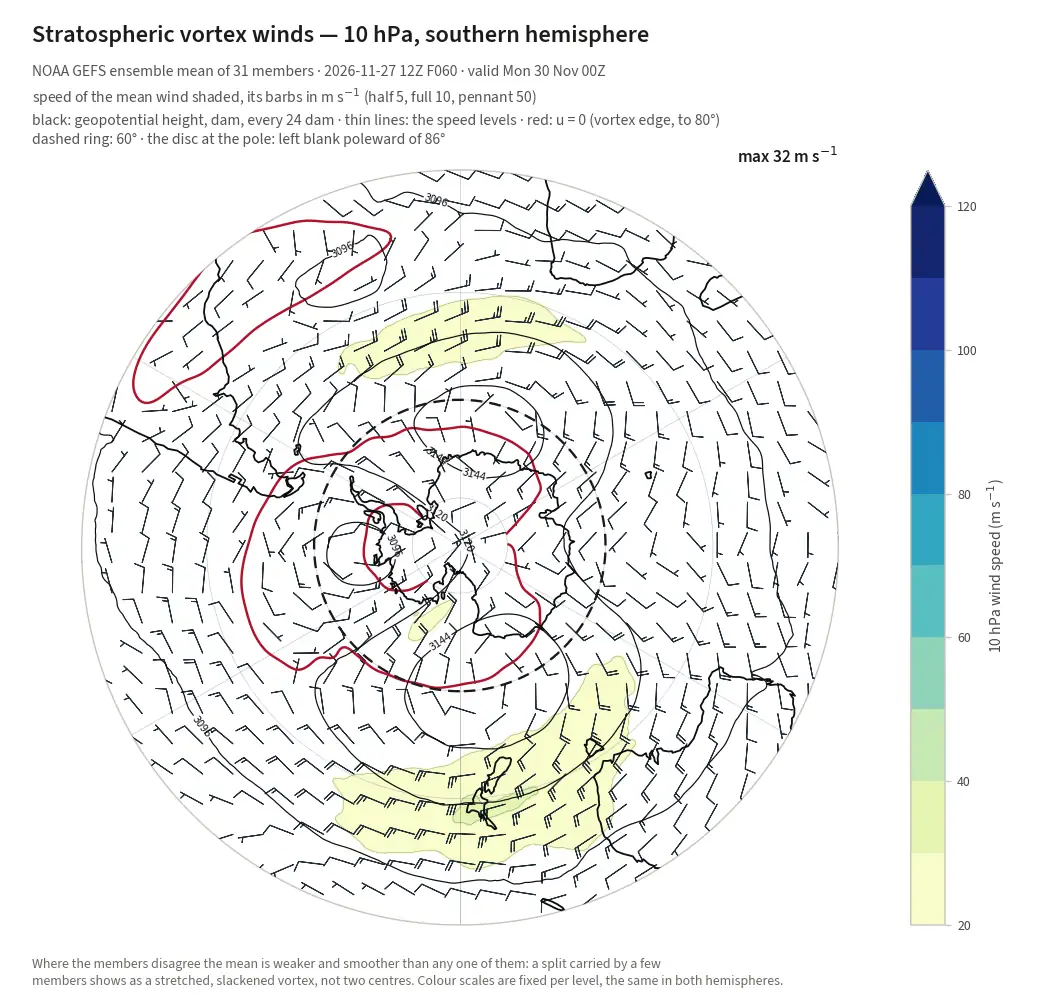 Stratospheric vortex winds — 10 hPa, southern hemisphere
NOAA GEFS ensemble mean of 31 members · 2026-11-27 12Z F060 · valid Mon 30 Nov 00Z
speed of the mean wind shaded, its barbs in m s⁻¹ (half 5, full 10, pennant 50)
black: geopotential height, dam, every 24 dam · thin lines: the speed levels · red: u = 0 (vortex edge, to 80°)
dashed ring: 60° · the disc at the pole: left blank poleward of 86°
max 32 m s⁻¹
3096
3096
3144
3120
3120
3096
3144
3096
120
100
80
60
40
20
10 hPa wind speed (m s⁻¹)
Where the members disagree the mean is weaker and smoother than any one of them: a split carried by a few
members shows as a stretched, slackened vortex, not two centres. Colour scales are fixed per level, the same in both hemispheres.